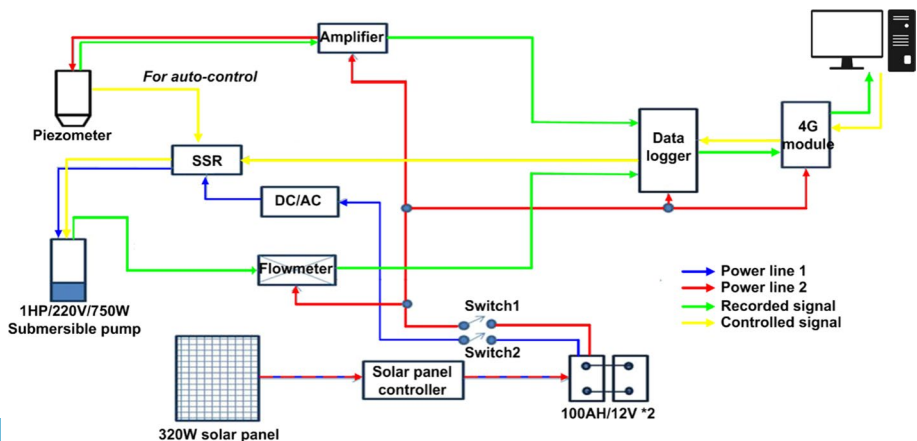 Amplifier
For auto-control
Piezometer
Data
logger
4G
module
SSR
DC/AC
Flowmeter
1HP/220V/750W
Submersible pump
Power line 1
Power line 2
Recorded signal
Controlled signal
Switch1
Switch2
Solar panel
controller
100AH/12V *2
320W solar panel